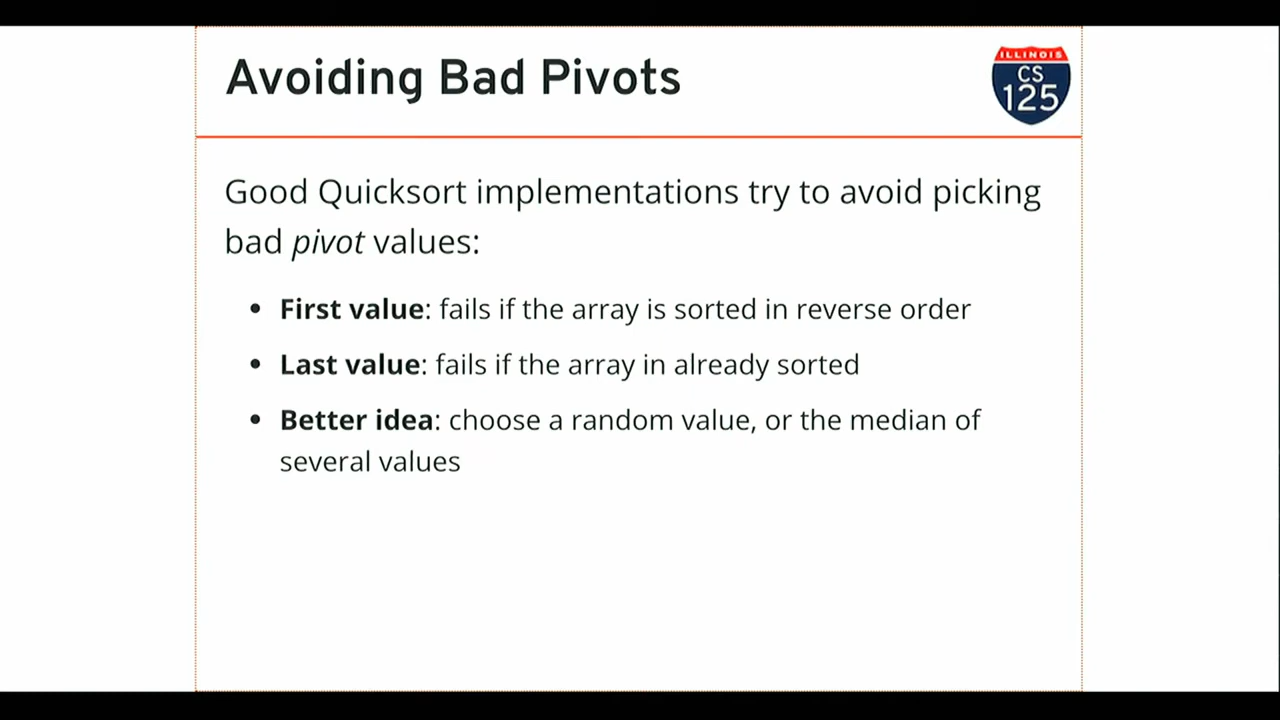 Avoiding Bad Pivots
ILLINOIS
CS
125
Good Quicksort implementations try to avoid picking
bad pivot values:
• First value: fails if the array is sorted in reverse order
• Last value: fails if the array in already sorted
• Better idea: choose a random value, or the median of
several values